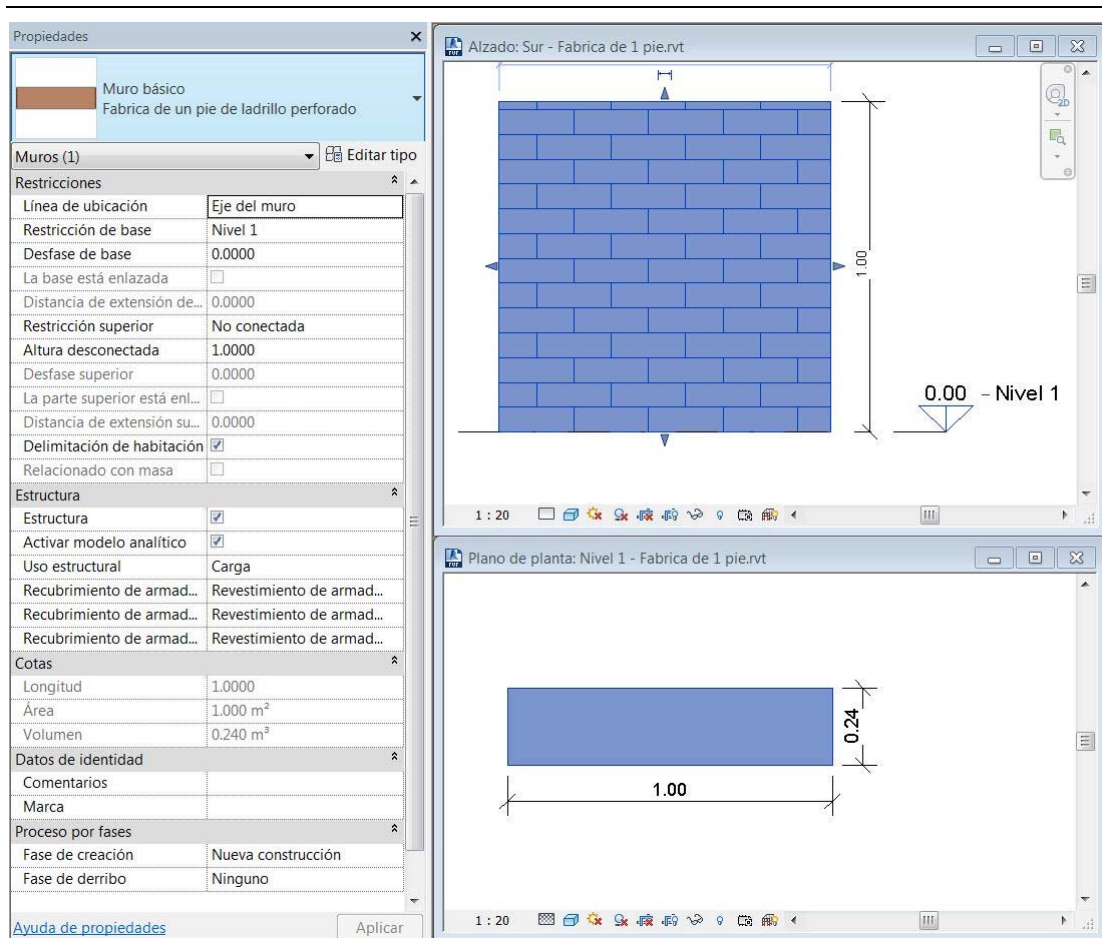 Propiedades
Muro básico
Fabrica de un pie de ladrillo perforado
Muros (1)
Editar tipo
Restricciones
Línea de ubicación Eje del muro
Restricción de base Nivel 1
Desfase de base 0.0000
La base está enlazada
Distancia de extensión de... 0.0000
Restricción superior No conectada
Altura desconectada 1.0000
Desfase superior 0.0000
La parte superior está enl...
Distancia de extensión su... 0.0000
Delimitación de habitación
Relacionado con masa
Estructura
Estructura
Activar modelo analítico
Uso estructural Carga
Recubrimiento de armad... Revestimiento de armad...
Recubrimiento de armad... Revestimiento de armad...
Recubrimiento de armad... Revestimiento de armad...
Cotas
Longitud 1.0000
Área 1.000 m²
Volumen 0.240 m³
Datos de identidad
Comentarios
Marca
Proceso por fases
Fase de creación Nueva construcción
Fase de derribo Ninguno
Ayuda de propiedades
Aplicar
Alzado: Sur - Fabrica de 1 pie.rvt
2D
1.00
0.00 - Nivel 1
1 : 20
Plano de planta: Nivel 1 - Fabrica de 1 pie.rvt
0.24
1.00
1 : 20